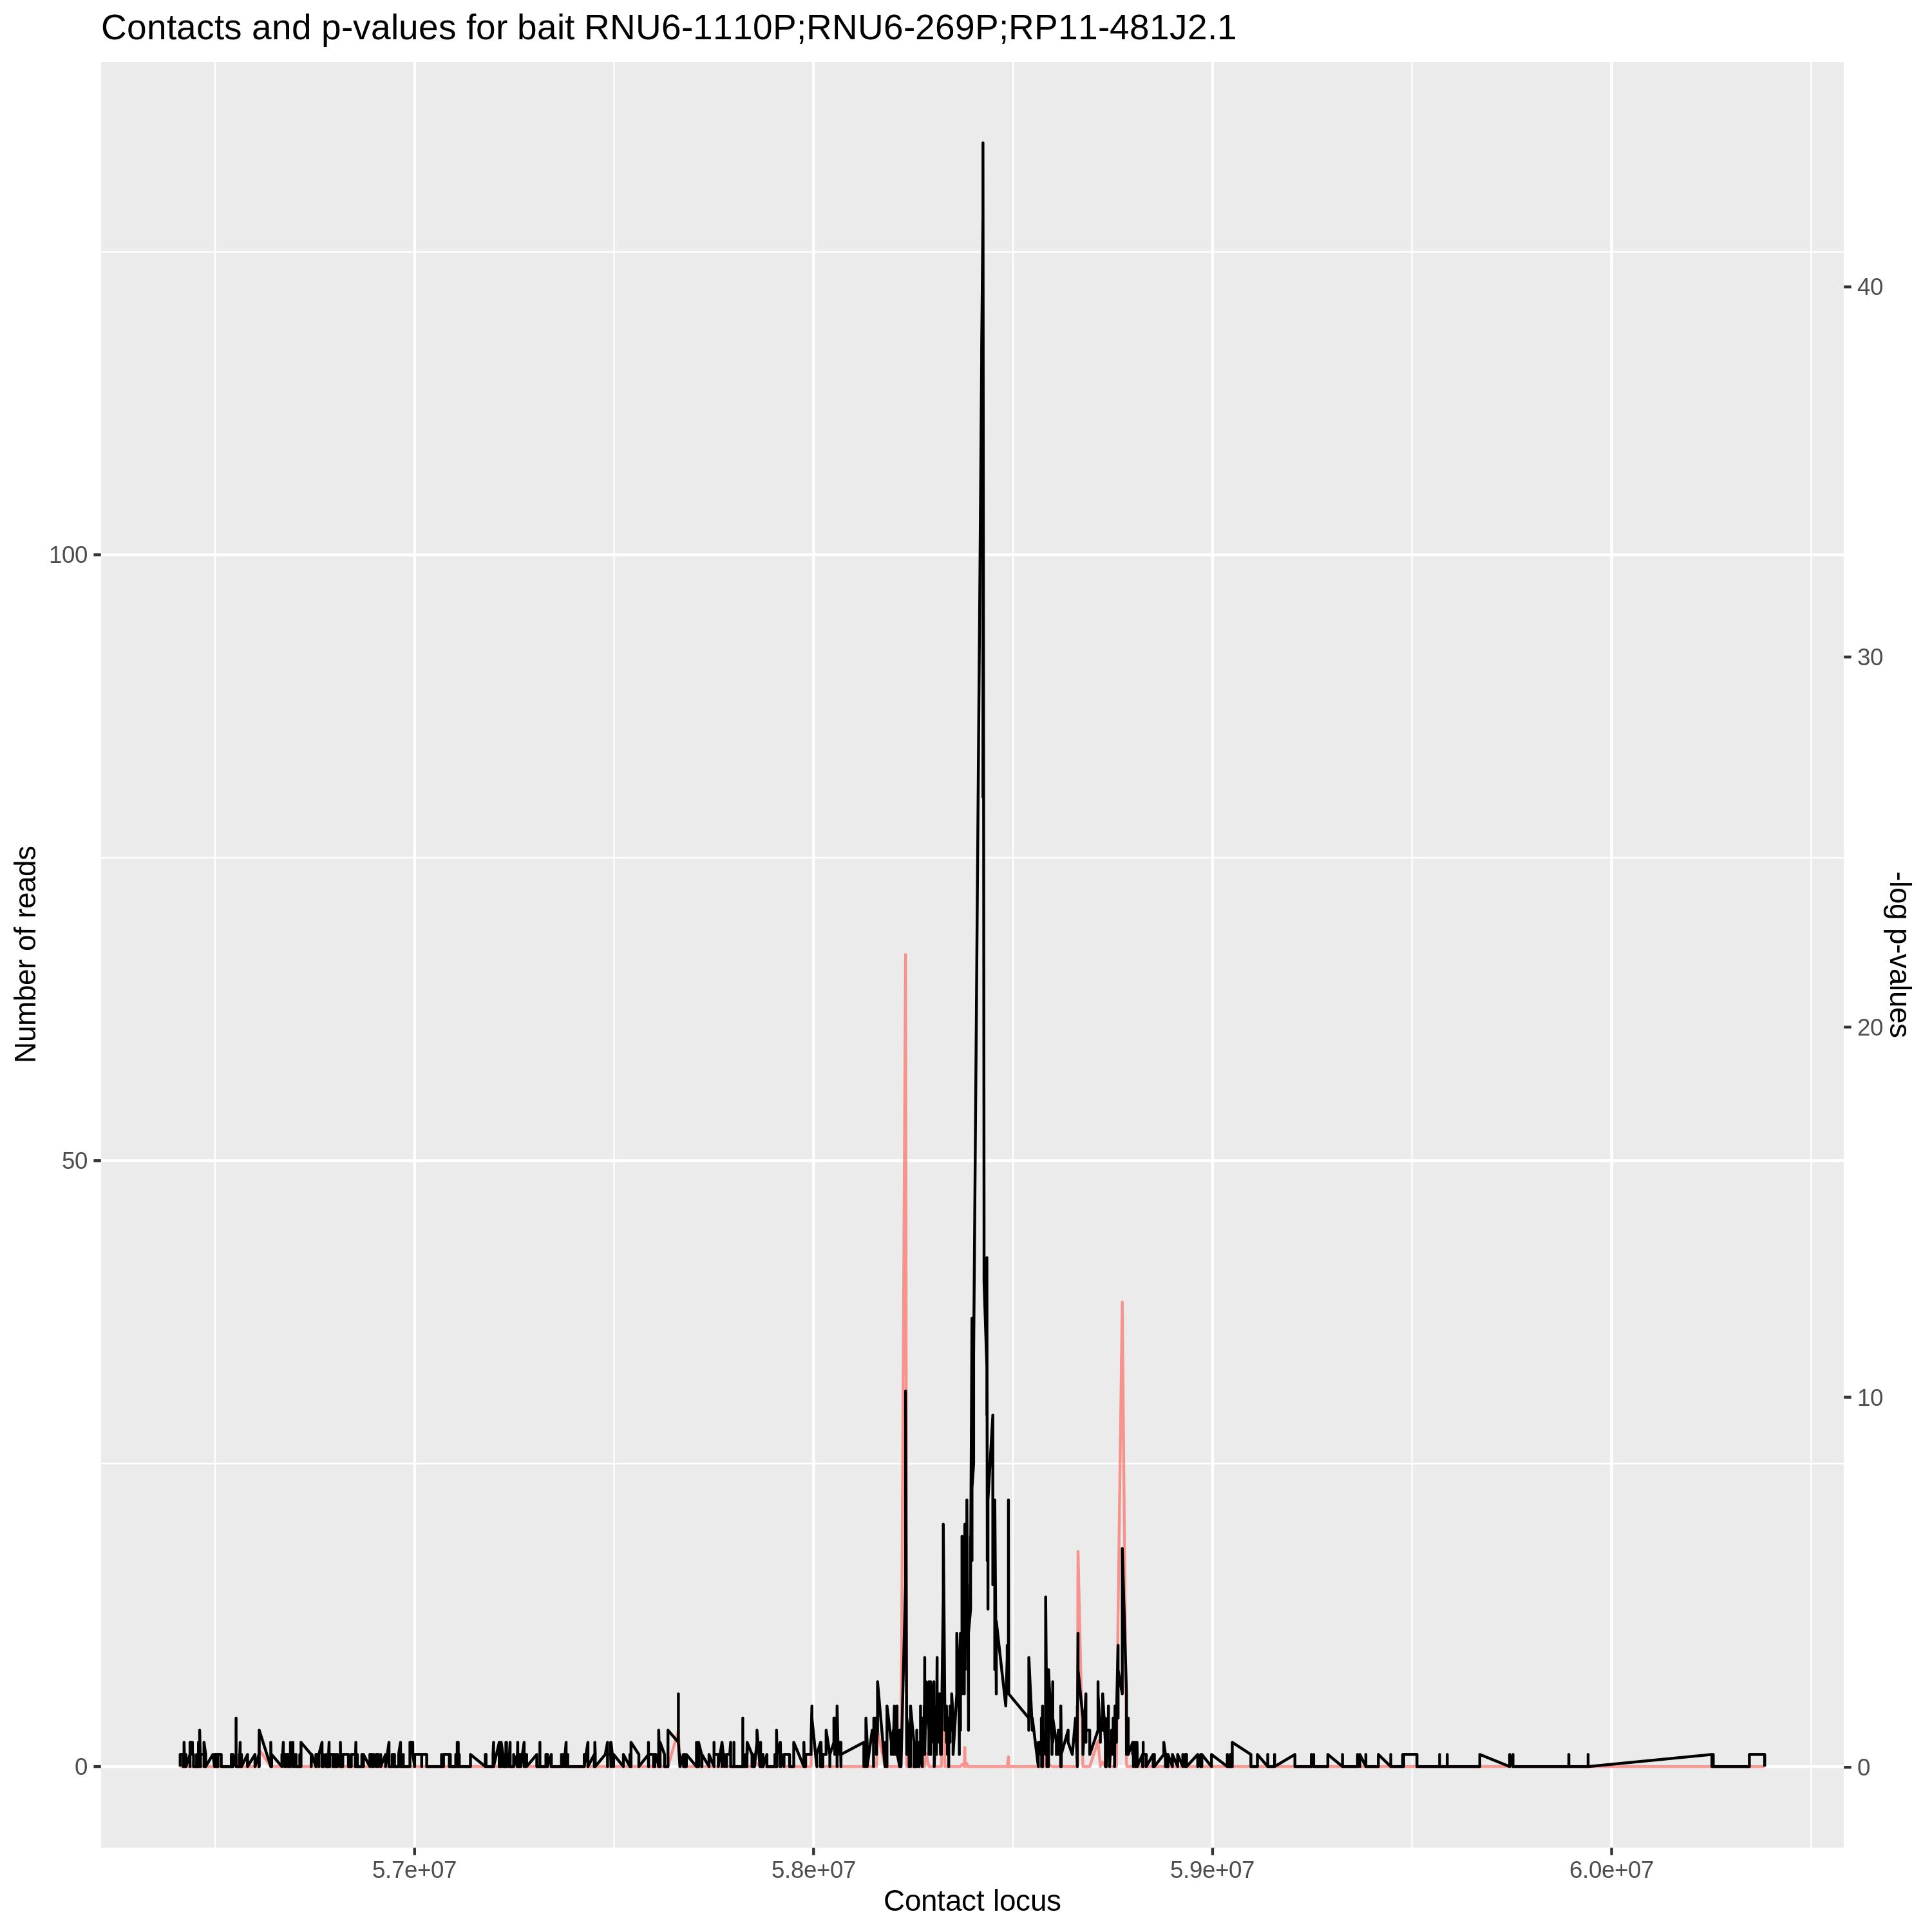 Contacts and p-values for bait RNU6-1110P;RNU6-269P;RP11-481J2.1
100
50
0
Number of reads
40
30
20
10
0
-log p-values
5.7e+07
5.8e+07
5.9e+07
6.0e+07
Contact locus